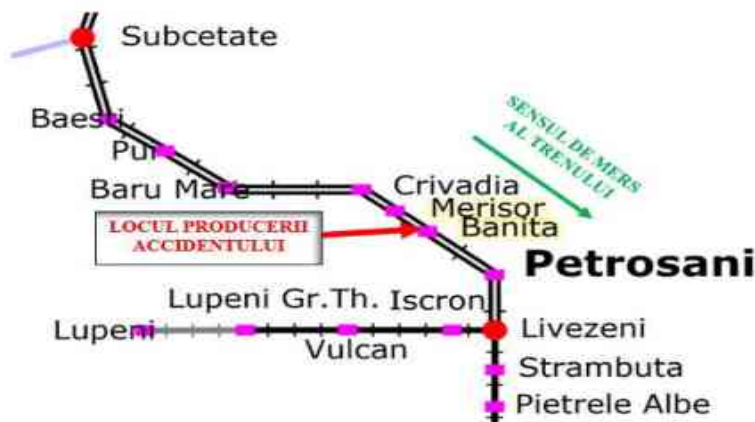 Subcetate
Baesti
Pui
Baru Mare
SENSUL DE MERS
AL TRENULUI
Crivadia
Merisor
Banita
LOCUL PRODUCERII
ACCIDENTULUI
Petrosani
Lupeni Gr.Th. Iscron
Lupeni
Livezeni
Vulcan
Strambuta
Pietrele Albe